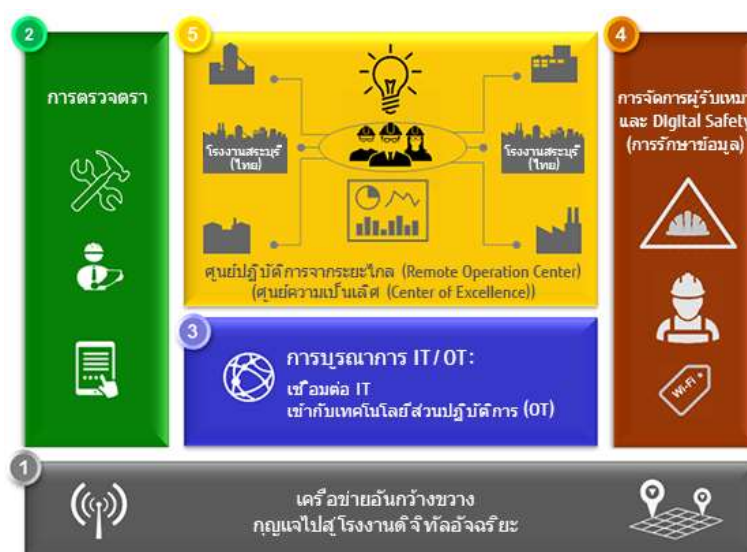 2
การตรวจตรา
5
โรงงานสระบุรี
(ไทย)
โรงงานสระบุรี
(ไทย)
ศูนย์ปฏิบัติการจากระยะไกล (Remote Operation Center)
(ศูนย์ความเป็นเลิศ (Center of Excellence))
3
การบูรณาการ IT/OT:
เชื่อมต่อ IT
เข้ากับเทคโนโลยีส่วนปฏิบัติการ (OT)
4
การจัดการผู้รับเหมา
และ Digital Safety
(การรักษาข้อมูล)
Wi-Fi
1
เครือข่ายอันกว้างขวาง
กุญแจไปสู่โรงงานดิจิทัลอัจฉริยะ